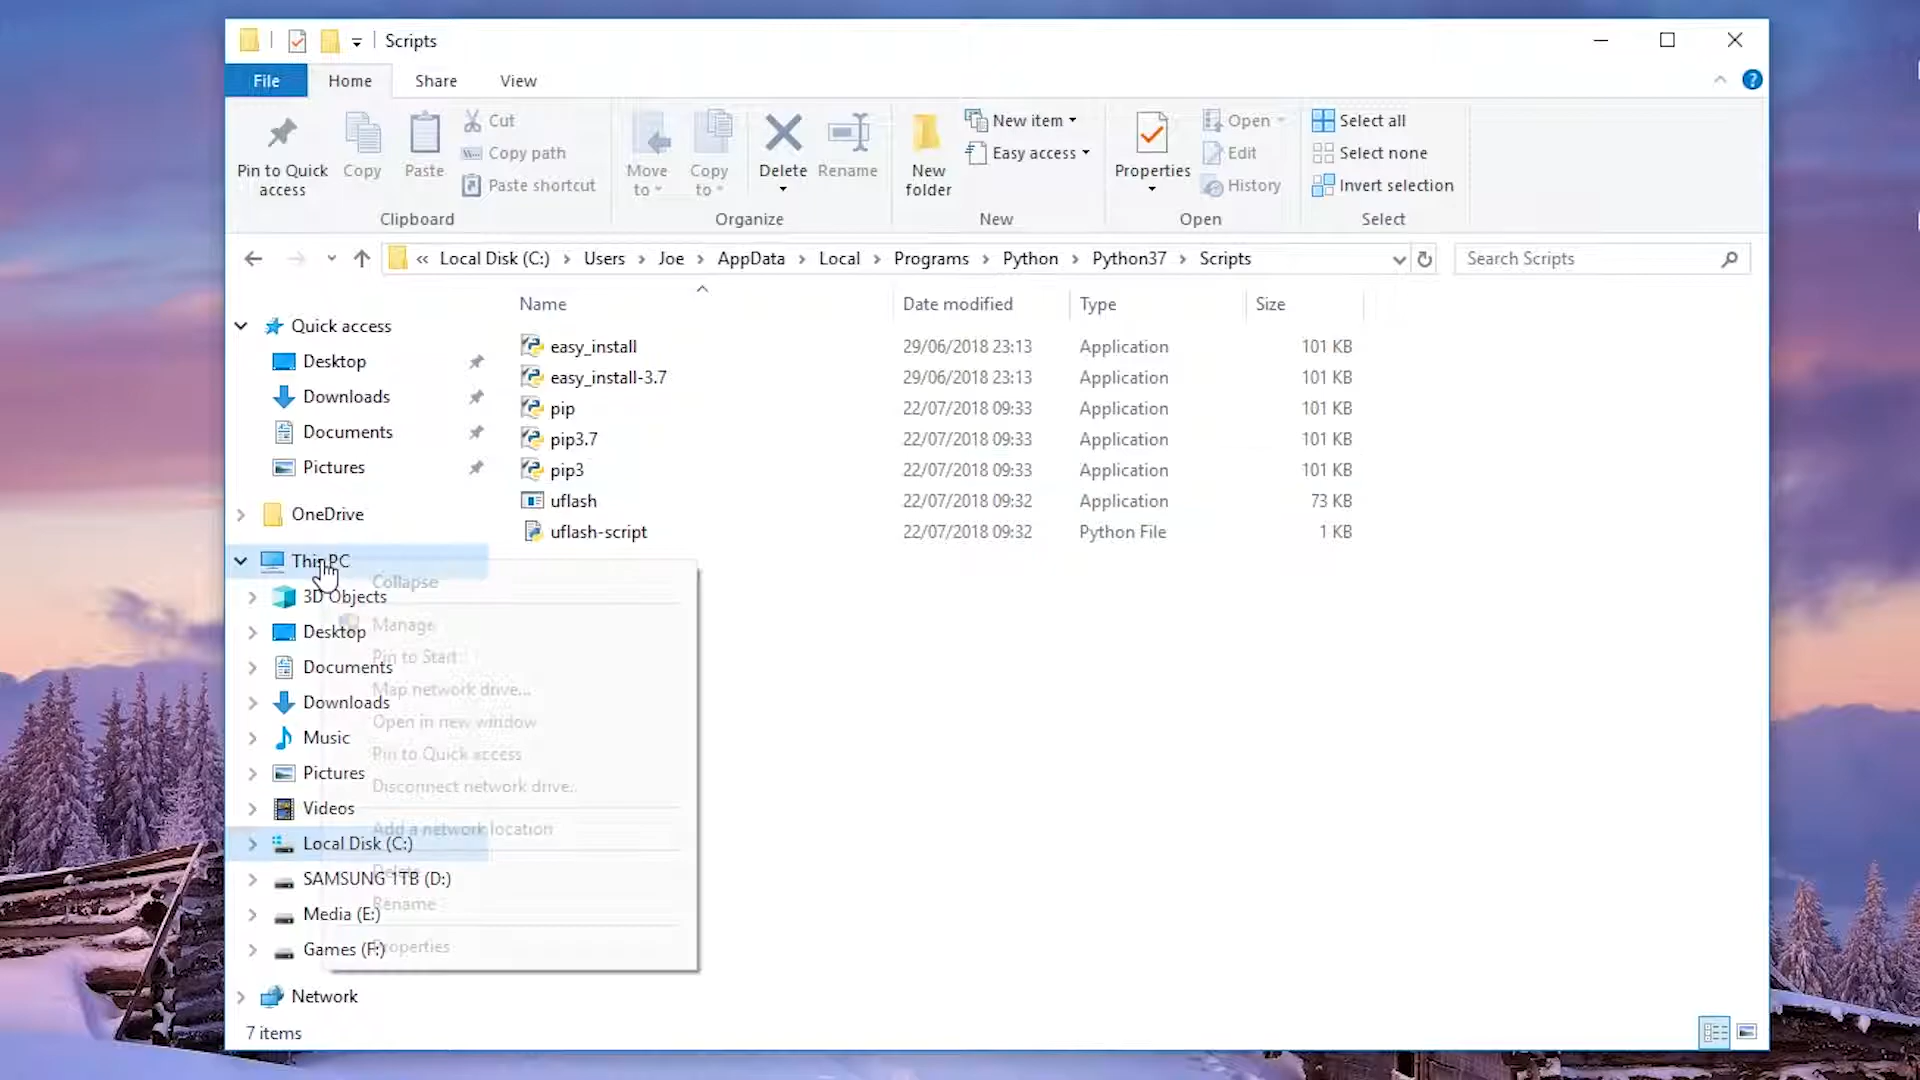 Scripts
File Home Share View
Pin to Quick access
Copy
Paste
Cut
Copy path
Paste shortcut
Clipboard
Move to
Copy to
Delete
Rename
Organize
New folder
New item
Easy access
New
Properties
Open
Edit
History
Open
Select all
Select none
Invert selection
Select
« Local Disk (C:) › Users › Joe › AppData › Local › Programs › Python › Python37 › Scripts
Search Scripts
Name Date modified Type Size
easy_install 29/06/2018 23:13 Application 101 KB
easy_install-3.7 29/06/2018 23:13 Application 101 KB
pip 22/07/2018 09:33 Application 101 KB
pip3.7 22/07/2018 09:33 Application 101 KB
pip3 22/07/2018 09:33 Application 101 KB
uflash 22/07/2018 09:32 Application 73 KB
uflash-script 22/07/2018 09:32 Python File 1 KB
Quick access
Desktop
Downloads
Documents
Pictures
OneDrive
This PC
3D Objects
Desktop
Documents
Downloads
Music
Pictures
Videos
Local Disk (C:)
SAMSUNG 1TB (D:)
Media (E:)
Games (F:)
Network
Collapse
Manage
Pin to Start
Map network drive...
Open in new window
Pin to Quick access
Disconnect network drive...
Add a network location
Delete
Rename
Properties
7 items